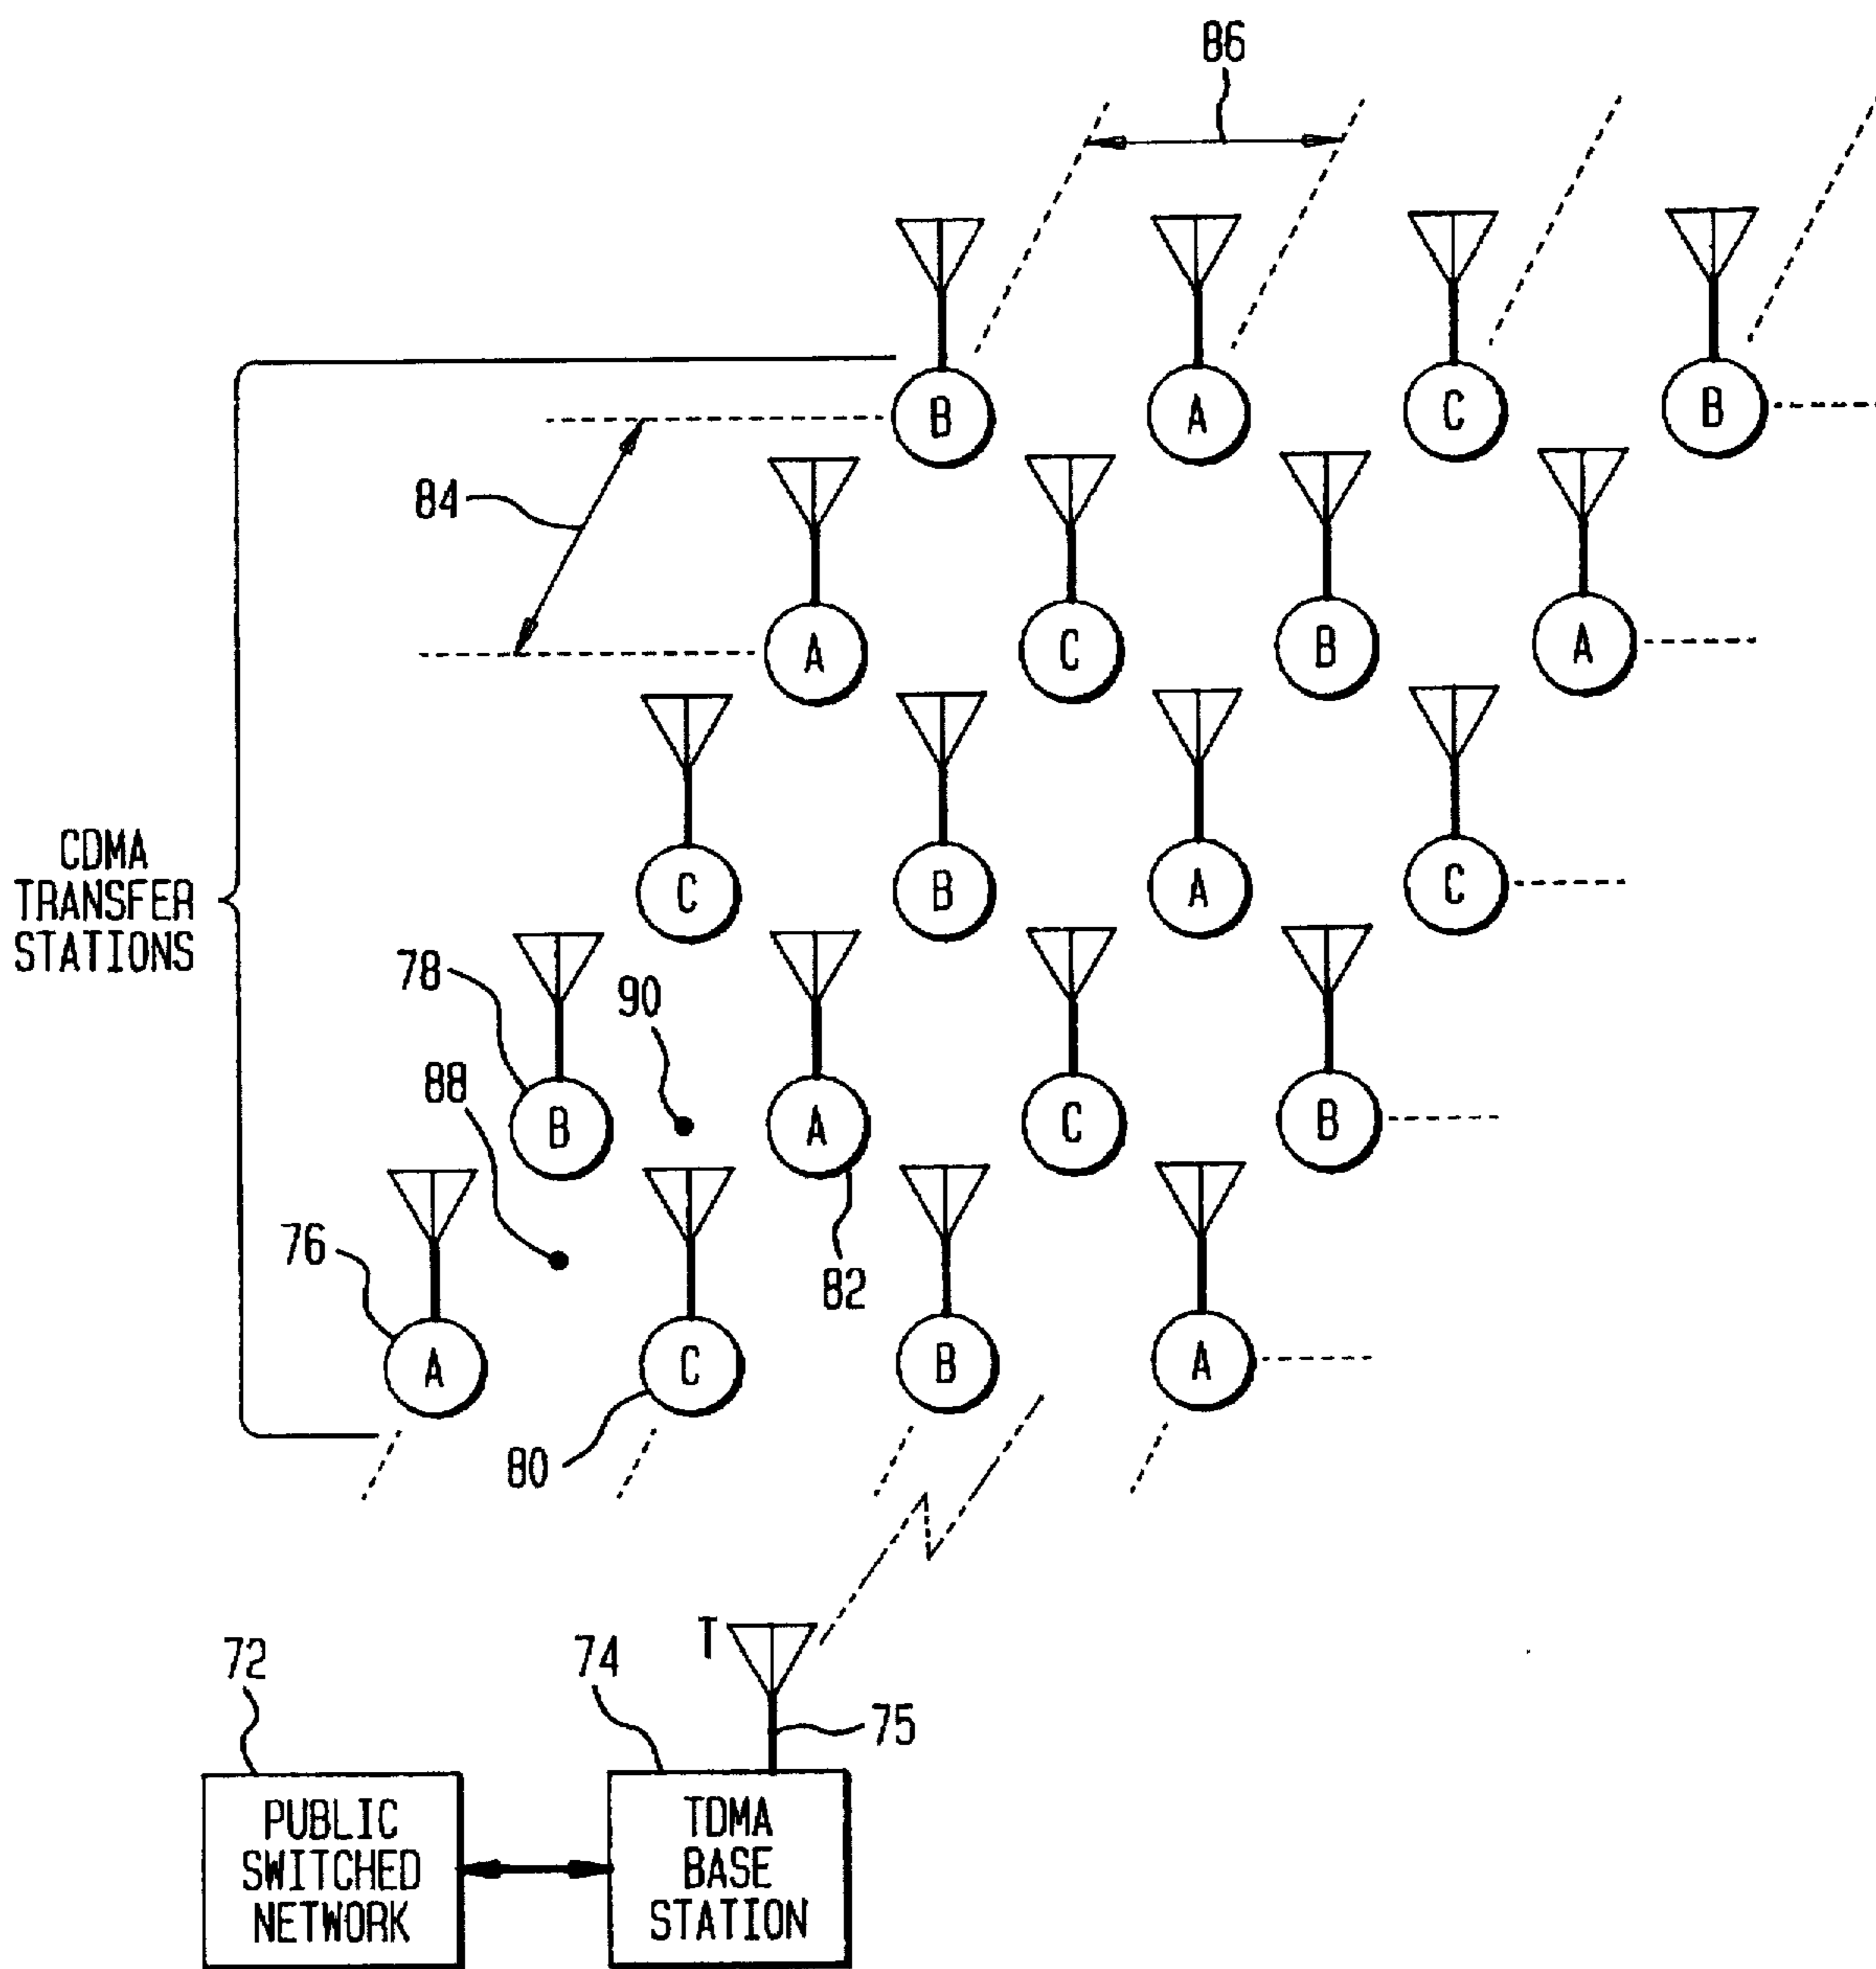 86
B A C B
84
A C B A
CDMA
TRANSFER
STATIONS
C B A C
78
90
88
B A C B
76
82
A C B A
80
T
72
74
75
PUBLIC
SWITCHED
NETWORK
TDMA
BASE
STATION